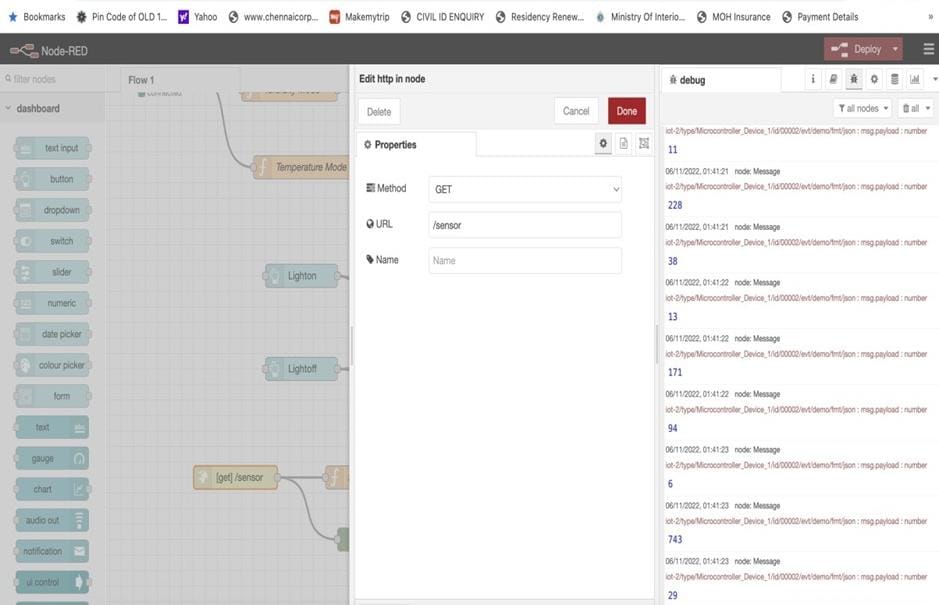 Bookmarks Pin Code of OLD 1... Yahoo www.chennaicorp... Makemytrip CIVIL ID ENQUIRY Residency Renew... Ministry Of Interio... MOH Insurance Payment Details »
Node-RED Deploy
filter nodes Flow 1 Edit http in node debug
dashboard
Delete Cancel Done
all nodes all
Properties
text input
button
dropdown
switch
slider
numeric
date picker
colour picker
form
text
gauge
chart
audio out
notification
ui control
connected
Temperature Mode
Lighton
Lightoff
[get] /sensor
Method GET
URL /sensor
Name Name
iot-2/type/Microcontroller_Device_1/id/00002/evt/demo/fmt/json : msg.payload : number
11
06/11/2022, 01:41:21 node: Message
iot-2/type/Microcontroller_Device_1/id/00002/evt/demo/fmt/json : msg.payload : number
228
06/11/2022, 01:41:21 node: Message
iot-2/type/Microcontroller_Device_1/id/00002/evt/demo/fmt/json : msg.payload : number
38
06/11/2022, 01:41:22 node: Message
iot-2/type/Microcontroller_Device_1/id/00002/evt/demo/fmt/json : msg.payload : number
13
06/11/2022, 01:41:22 node: Message
iot-2/type/Microcontroller_Device_1/id/00002/evt/demo/fmt/json : msg.payload : number
171
06/11/2022, 01:41:22 node: Message
iot-2/type/Microcontroller_Device_1/id/00002/evt/demo/fmt/json : msg.payload : number
94
06/11/2022, 01:41:23 node: Message
iot-2/type/Microcontroller_Device_1/id/00002/evt/demo/fmt/json : msg.payload : number
6
06/11/2022, 01:41:23 node: Message
iot-2/type/Microcontroller_Device_1/id/00002/evt/demo/fmt/json : msg.payload : number
743
06/11/2022, 01:41:23 node: Message
iot-2/type/Microcontroller_Device_1/id/00002/evt/demo/fmt/json : msg.payload : number
29